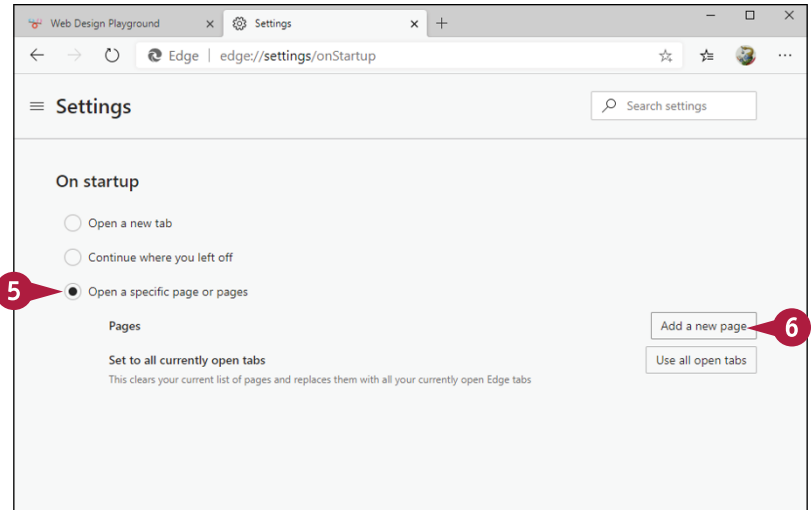 Web Design Playground
Settings
Edge | edge://settings/onStartup
Settings
Search settings
On startup
Open a new tab
Continue where you left off
5
Open a specific page or pages
Pages
Add a new page
6
Set to all currently open tabs
Use all open tabs
This clears your current list of pages and replaces them with all your currently open Edge tabs